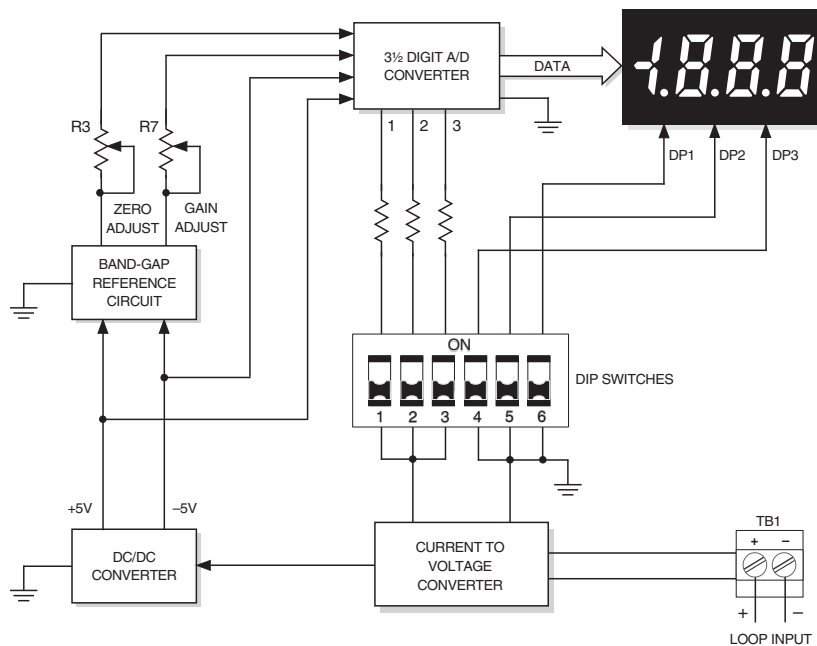 3½ DIGIT A/D
CONVERTER
DATA
-1.8.8.8
1 2 3
DP1 DP2 DP3
R3 R7
ZERO
ADJUST
GAIN
ADJUST
BAND-GAP
REFERENCE
CIRCUIT
ON
1 2 3 4 5 6
DIP SWITCHES
+5V –5V
DC/DC
CONVERTER
CURRENT TO
VOLTAGE
CONVERTER
TB1
+ –
+ –
LOOP INPUT